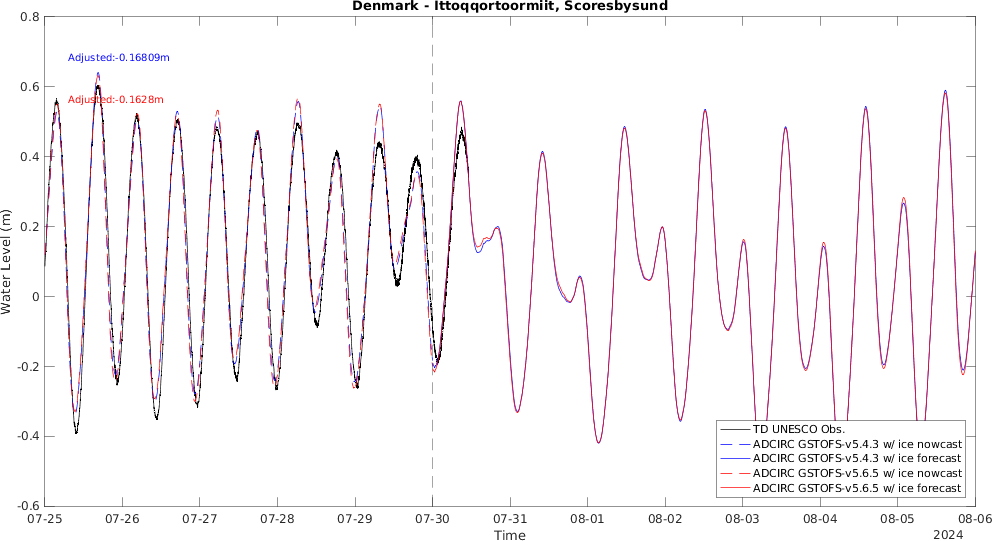 Denmark - Ittoqqortoormiit, Scoresbysund
0.8
0.6
0.4
0.2
0
-0.2
-0.4
-0.6
Water Level (m)
Adjusted:-0.16809m
Adjusted:-0.1628m
TD UNESCO Obs.
ADCIRC GSTOFS-v5.4.3 w/ ice nowcast
ADCIRC GSTOFS-v5.4.3 w/ ice forecast
ADCIRC GSTOFS-v5.6.5 w/ ice nowcast
ADCIRC GSTOFS-v5.6.5 w/ ice forecast
07-25 07-26 07-27 07-28 07-29 07-30 07-31 08-01 08-02 08-03 08-04 08-05 08-06
Time
2024